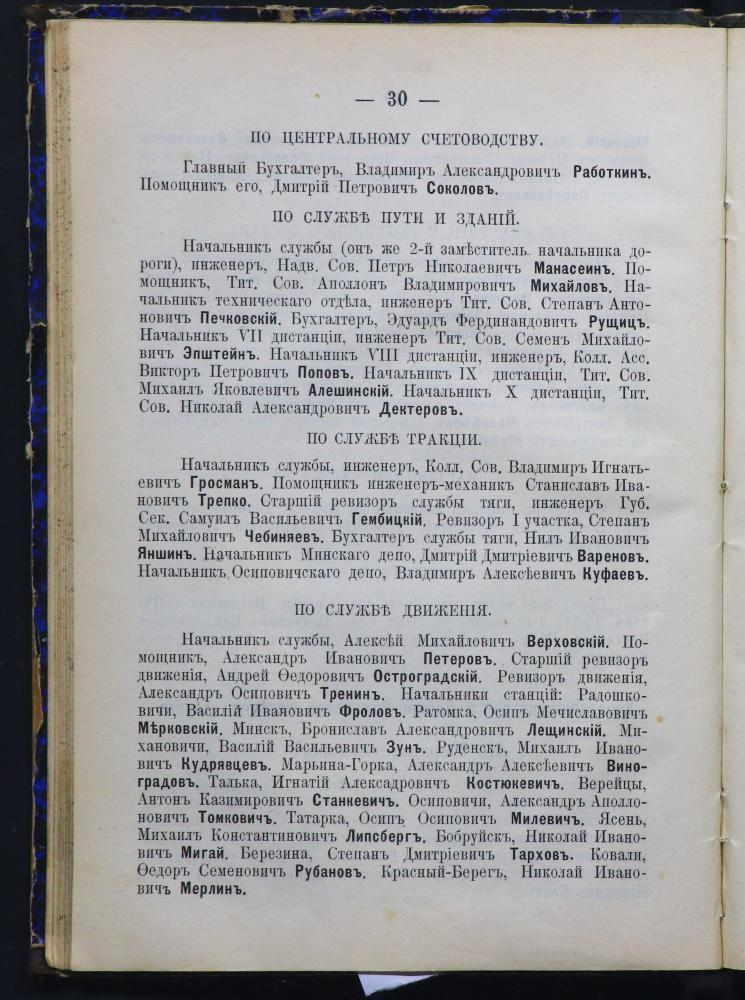 — 30 —
ПО ЦЕНТРАЛЬНОМУ СЧЕТОВОДСТВУ.
Главный Бухгалтеръ, Владимиръ Александровичъ Работкинъ.
Помощникъ его, Дмитрій Петровичъ Соколовъ.
ПО СЛУЖБѢ ПУТИ И ЗДАНІЙ.
Начальникъ службы (онъ же 2-й замѣститель начальника до-
роги), инженеръ, Надв. Сов. Петръ Николаевичъ Манасеинъ. По-
мощникъ, Тит. Сов. Аполлонъ Владимировичъ Михайловъ. На-
чальникъ техническаго отдѣла, инженеръ Тит. Сов. Степанъ Анто-
новичъ Печковскій. Бухгалтеръ, Эдуардъ Фердинандовичъ Рущицъ.
Начальникъ VII дистанціи, инженеръ Тит. Сов. Семенъ Михайло-
вичъ Эпштейнъ. Начальникъ VIII дистанціи, инженеръ, Колл. Асс.
Викторъ Петровичъ Поповъ. Начальникъ IX дистанціи, Тит. Сов.
Михаилъ Яковлевичъ Алешинскій. Начальникъ X дистанціи, Тит.
Сов. Николай Александровичъ Дектеровъ.
ПО СЛУЖБѢ ТРАКЦІИ.
Начальникъ службы, инженеръ, Колл. Сов. Владимиръ Игнать-
евичъ Гросманъ. Помощникъ инженеръ-механикъ Станиславъ Ива-
новичъ Трепко. Старшій ревизоръ службы тяги, инженеръ Губ.
Сек. Самуилъ Васильевичъ Гембицкій. Ревизоръ I участка, Степанъ
Михайловичъ Чебиняевъ. Бухгалтеръ службы тяги, Нилъ Ивановичъ
Яншинъ. Начальникъ Минскаго депо, Дмитрій Дмитріевичъ Вареновъ.
Начальникъ Осиповичскаго депо, Владимиръ Алексѣевичъ Куфаевъ.
ПО СЛУЖБѢ ДВИЖЕНІЯ.
Начальникъ службы, Алексѣй Михайловичъ Верховскій. По-
мощникъ, Александръ Ивановичъ Петеровъ. Старшій ревизоръ
движенія, Андрей Ѳедоровичъ Остроградскій. Ревизоръ движенія,
Александръ Осиповичъ Тренинъ. Начальники станцій: Радошко-
вичи, Василій Ивановичъ Фроловъ. Ратомка, Осипъ Мечиславовичъ
Мѣрковскій. Минскъ, Брониславъ Александровичъ Лещинскій. Ми-
хановичи, Василій Васильевичъ Зунъ. Руденскъ, Михаилъ Ивано-
вичъ Кудрявцевъ. Марьина-Горка, Александръ Алексѣевичъ Вино-
градовъ. Талька, Игнатій Алексадровичъ Костюкевичъ. Верейцы,
Антонъ Казимировичъ Станкевичъ. Осиповичи, Александръ Аполло-
новичъ Томковичъ. Татарка, Осипъ Осиповичъ Милевичъ. Ясень,
Михаилъ Константиновичъ Липсбергъ. Бобруйскъ, Николай Ивано-
вичъ Мигай. Березина, Степанъ Дмитріевичъ Тарховъ. Ковали,
Ѳедоръ Семеновичъ Рубановъ. Красный-Берегъ, Николай Ивано-
вичъ Мерлинъ.